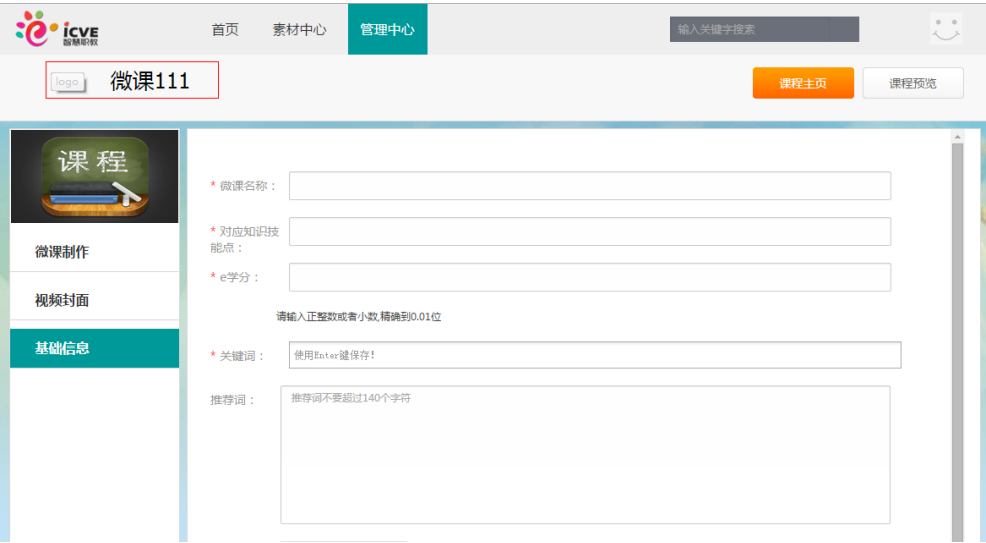 icve
智慧职教
首页
素材中心
管理中心
输入关键字搜素
logo
微课111
课程主页
课程预览
课程
微课制作
视频封面
基础信息
* 微课名称：
* 对应知识技
能点：
* e学分：
请输入正整数或者小数,精确到0.01位
* 关键词：
使用Enter键保存！
推荐词：
推荐词不要超过140个字符